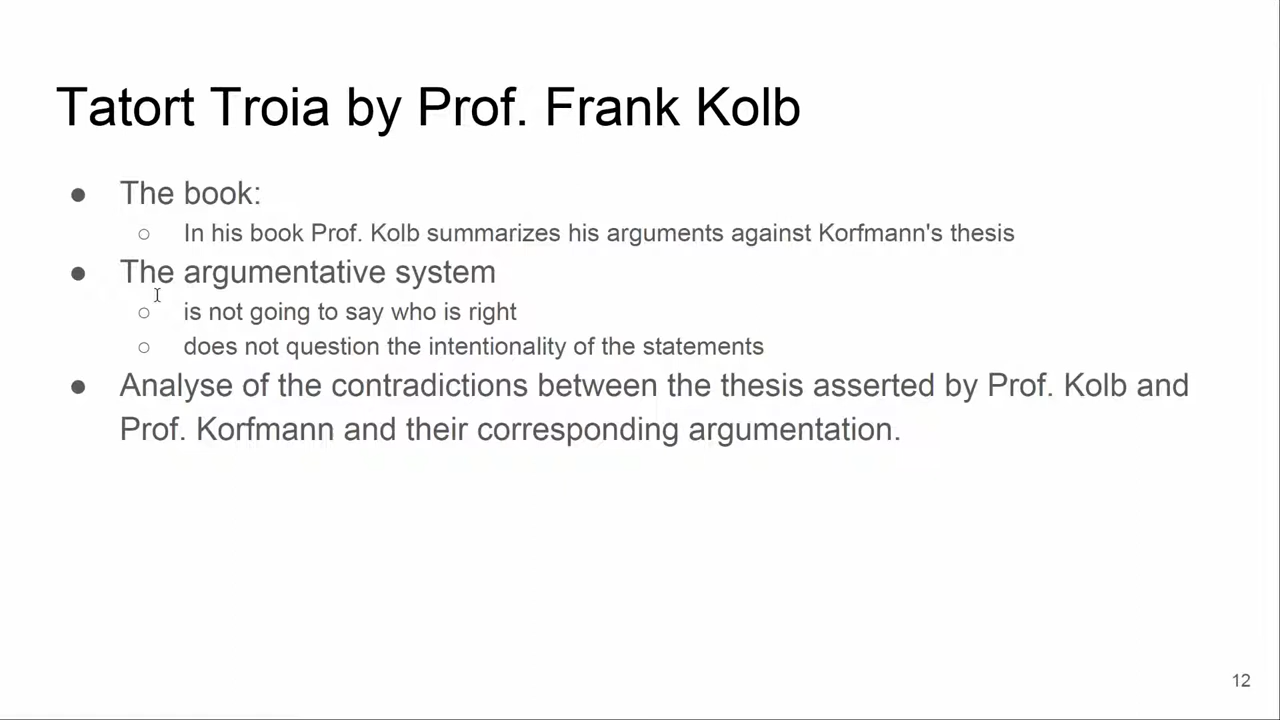 Tatort Troia by Prof. Frank Kolb
● The book:
○ In his book Prof. Kolb summarizes his arguments against Korfmann's thesis
● The argumentative system
○ is not going to say who is right
○ does not question the intentionality of the statements
● Analyse of the contradictions between the thesis asserted by Prof. Kolb and
Prof. Korfmann and their corresponding argumentation.
12